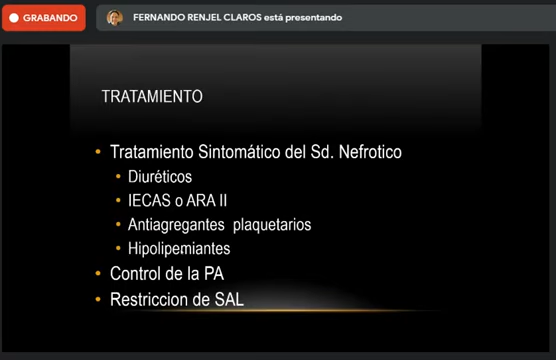 GRABANDO
FERNANDO RENJEL CLAROS está presentando
TRATAMIENTO
• Tratamiento Sintomático del Sd. Nefrotico
• Diuréticos
• IECAS o ARA II
• Antiagregantes plaquetarios
• Hipolipemiantes
• Control de la PA
• Restriccion de SAL